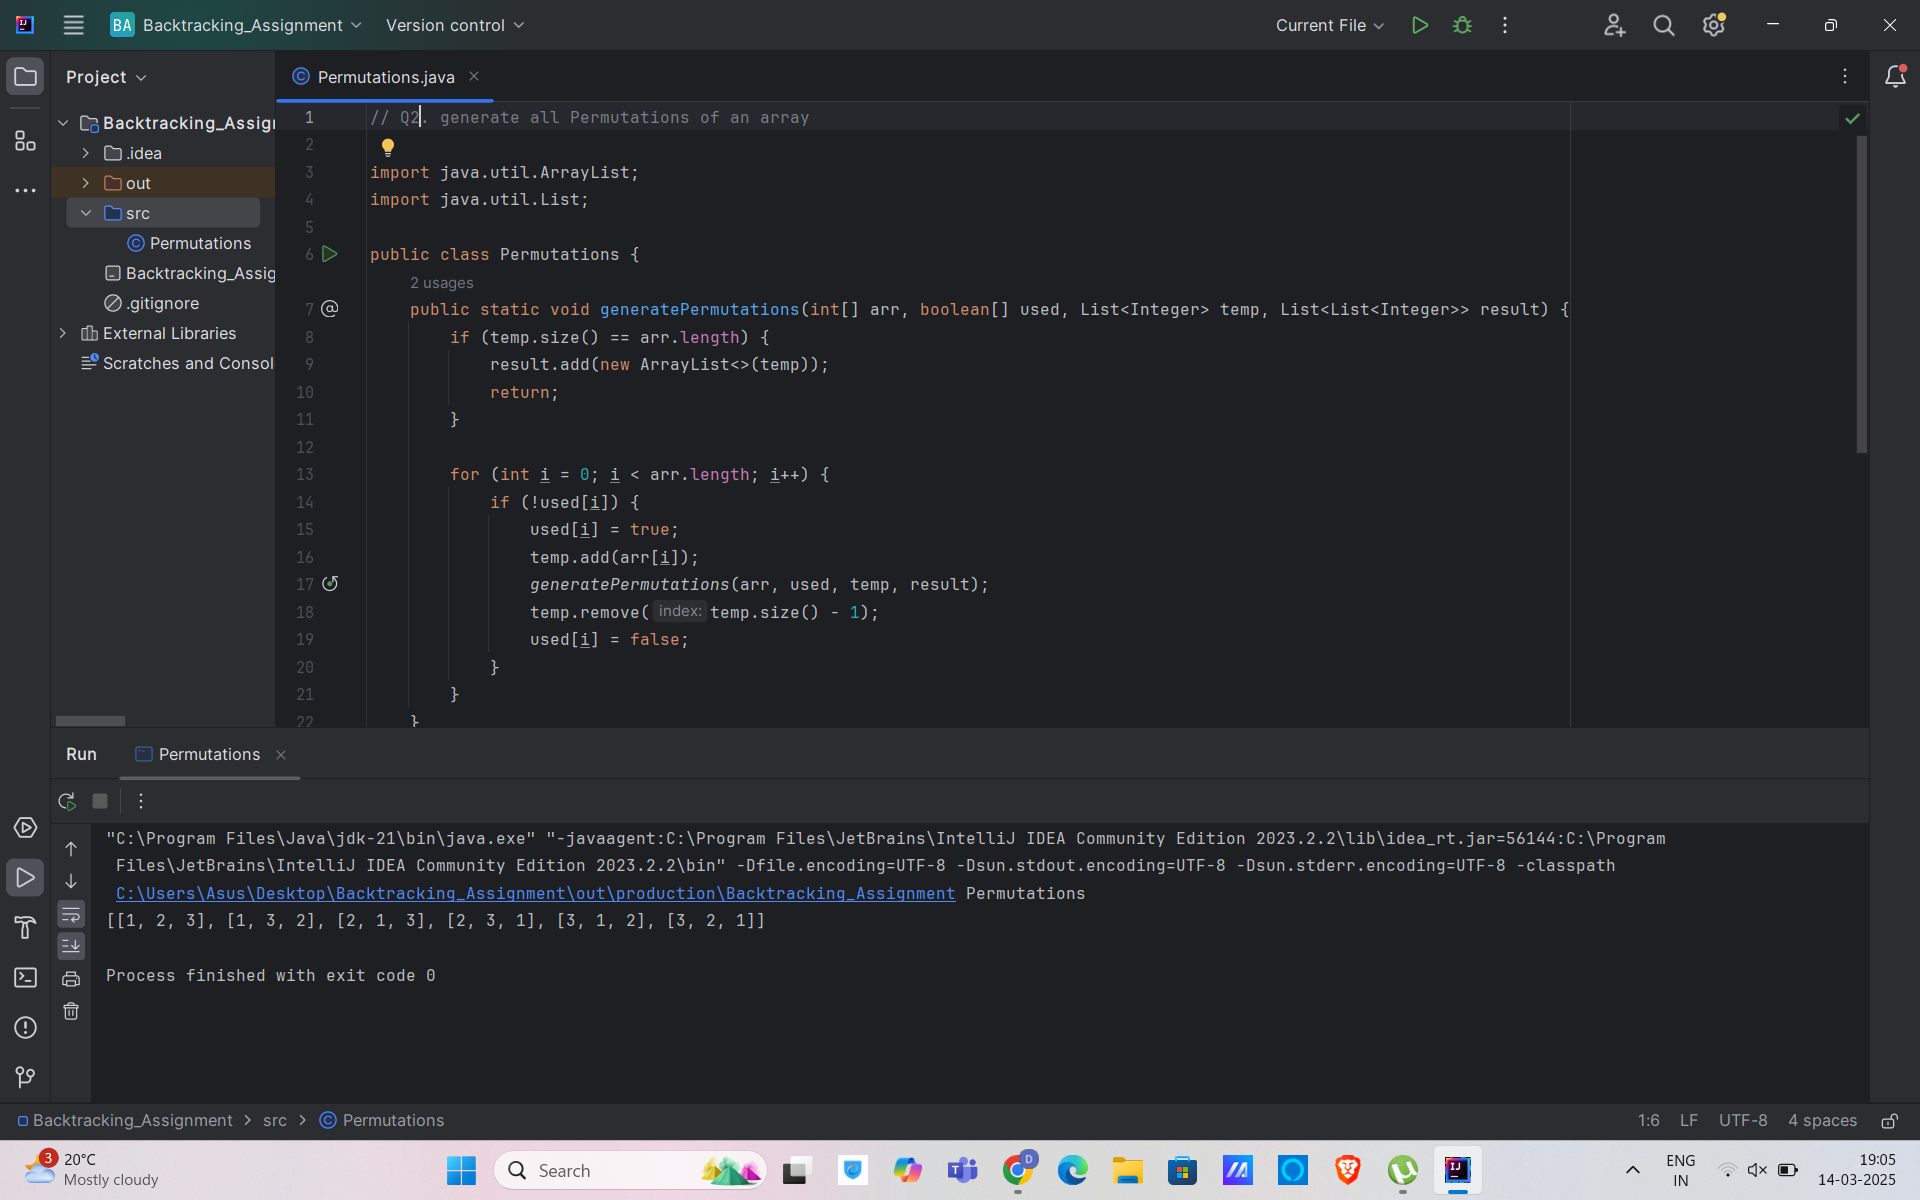 BA Backtracking_Assignment Version control Current File
Project
Permutations.java
Backtracking_Assig
.idea
out
src
Permutations
Backtracking_Assig
.gitignore
External Libraries
Scratches and Consol
1 // Q2. generate all Permutations of an array
2
3 import java.util.ArrayList;
4 import java.util.List;
5
6 public class Permutations {
2 usages
7 public static void generatePermutations(int[] arr, boolean[] used, List<Integer> temp, List<List<Integer>> result) {
8 if (temp.size() == arr.length) {
9 result.add(new ArrayList<>(temp));
10 return;
11 }
12
13 for (int i = 0; i < arr.length; i++) {
14 if (!used[i]) {
15 used[i] = true;
16 temp.add(arr[i]);
17 generatePermutations(arr, used, temp, result);
18 temp.remove( index: temp.size() - 1);
19 used[i] = false;
20 }
21 }
22 }
Run Permutations
"C:\Program Files\Java\jdk-21\bin\java.exe" "-javaagent:C:\Program Files\JetBrains\IntelliJ IDEA Community Edition 2023.2.2\lib\idea_rt.jar=56144:C:\Program
Files\JetBrains\IntelliJ IDEA Community Edition 2023.2.2\bin" -Dfile.encoding=UTF-8 -Dsun.stdout.encoding=UTF-8 -Dsun.stderr.encoding=UTF-8 -classpath
C:\Users\Asus\Desktop\Backtracking_Assignment\out\production\Backtracking_Assignment Permutations
[[1, 2, 3], [1, 3, 2], [2, 1, 3], [2, 3, 1], [3, 1, 2], [3, 2, 1]]
Process finished with exit code 0
Backtracking_Assignment > src > Permutations
1:6 LF UTF-8 4 spaces
3
20°C
Mostly cloudy
Search
D
ENG
IN
19:05
14-03-2025